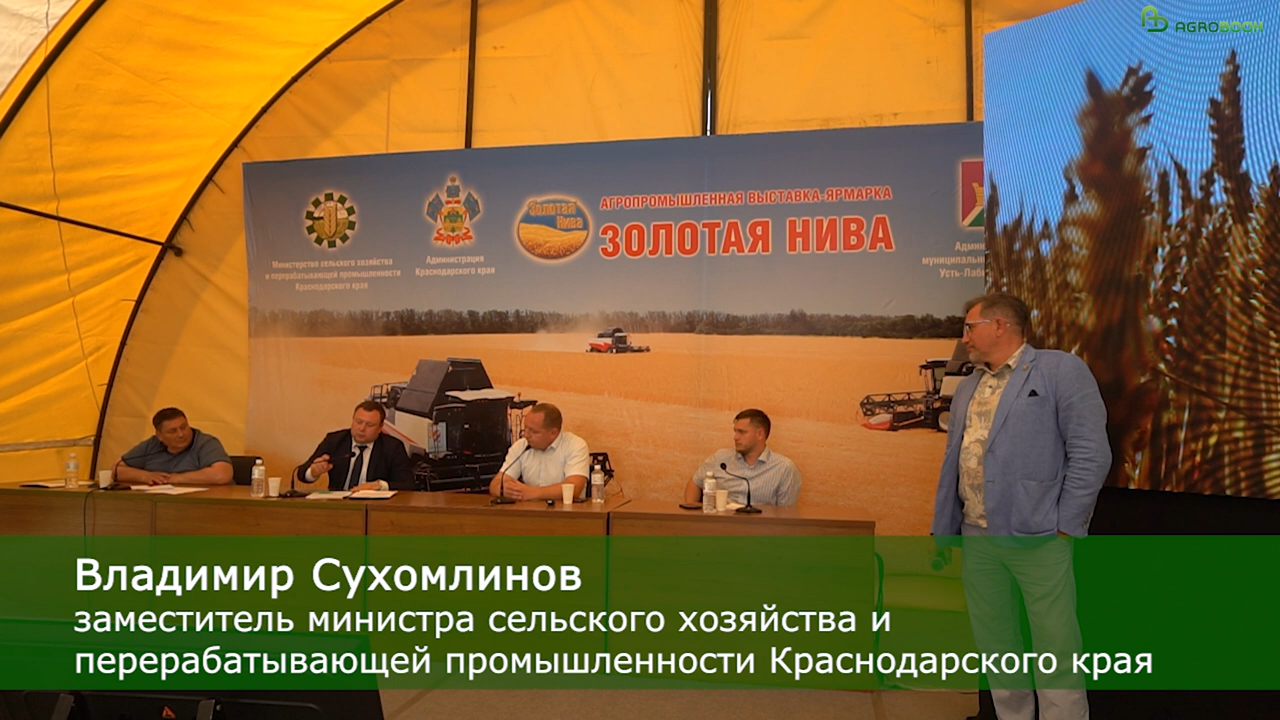 AGROBOOK
АГРОПРОМЫШЛЕННАЯ ВЫСТАВКА-ЯРМАРКА
ЗОЛОТАЯ НИВА
Золотая
Нива
Министерство сельского хозяйства
и перерабатывающей промышленности
Краснодарского края
Администрация
Краснодарского края
Владимир Сухомлинов
заместитель министра сельского хозяйства и
перерабатывающей промышленности Краснодарского края